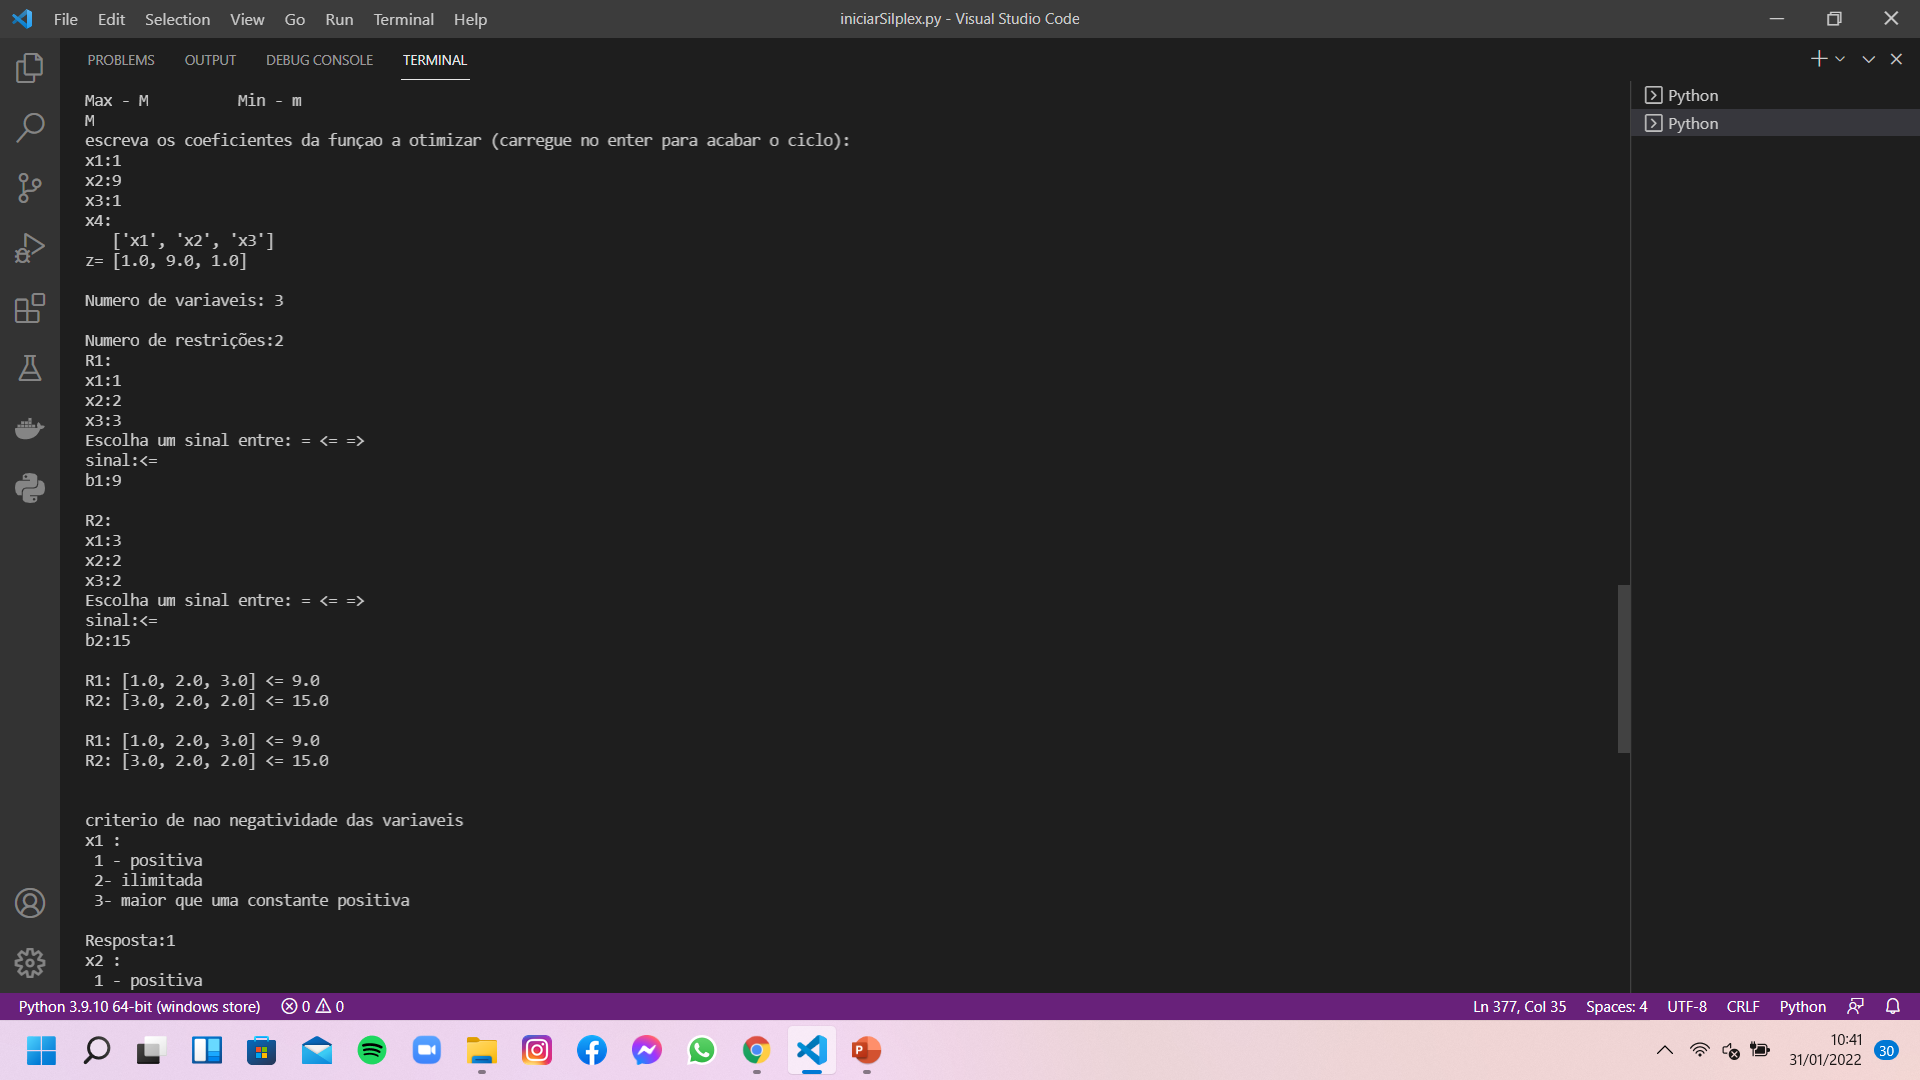 File Edit Selection View Go Run Terminal Help
iniciarSilplex.py - Visual Studio Code
PROBLEMS OUTPUT DEBUG CONSOLE TERMINAL
Max - M Min - m
M
escreva os coeficientes da funçao a otimizar (carregue no enter para acabar o ciclo):
x1:1
x2:9
x3:1
x4:
['x1', 'x2', 'x3']
z= [1.0, 9.0, 1.0]
Numero de variaveis: 3
Numero de restrições:2
R1:
x1:1
x2:2
x3:3
Escolha um sinal entre: = <= =>
sinal:<=
b1:9
R2:
x1:3
x2:2
x3:2
Escolha um sinal entre: = <= =>
sinal:<=
b2:15
R1: [1.0, 2.0, 3.0] <= 9.0
R2: [3.0, 2.0, 2.0] <= 15.0
R1: [1.0, 2.0, 3.0] <= 9.0
R2: [3.0, 2.0, 2.0] <= 15.0
criterio de nao negatividade das variaveis
x1 :
1 - positiva
2- ilimitada
3- maior que uma constante positiva
Resposta:1
x2 :
1 - positiva
Python
Python
Python 3.9.10 64-bit (windows store) 0 0
Ln 377, Col 35 Spaces: 4 UTF-8 CRLF Python
10:41
31/01/2022
30